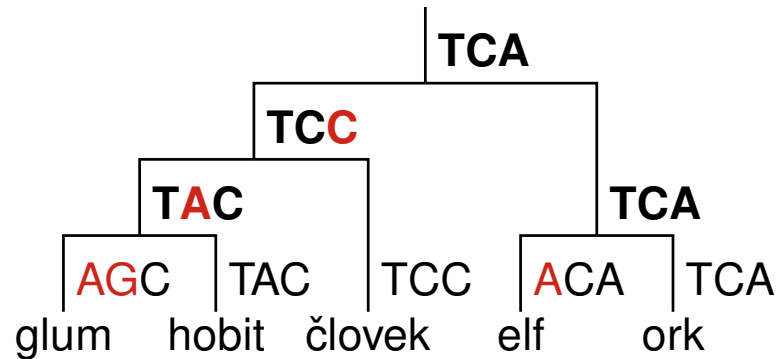 TCA
TCC
TAC TCA
AGC TAC TCC ACA TCA
glum hobit človek elf ork